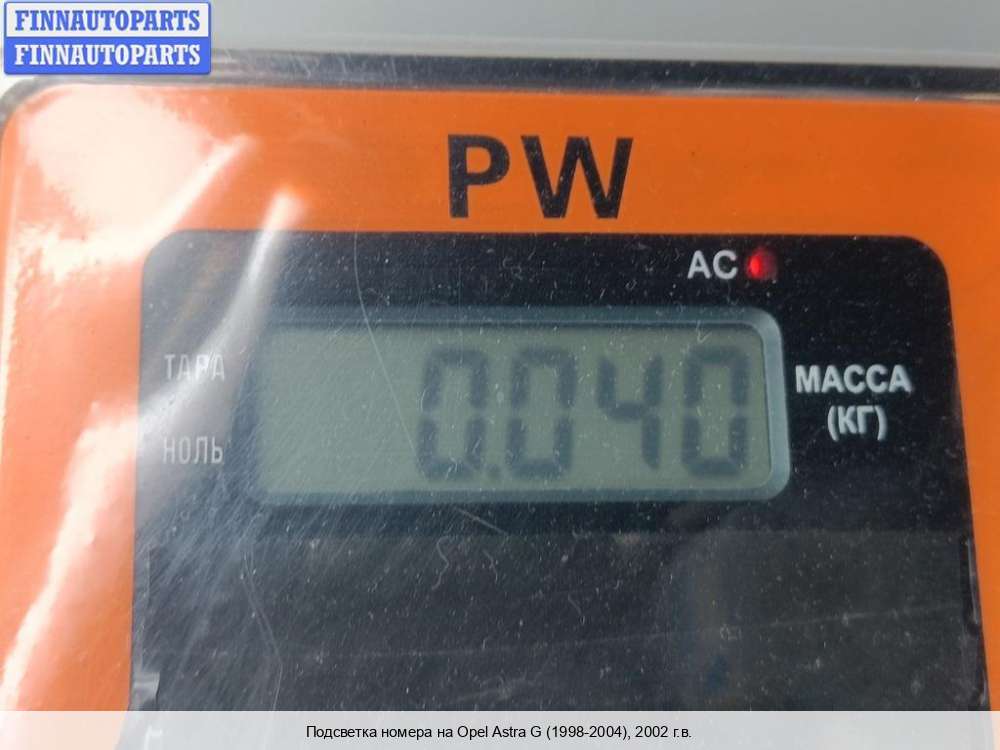 FINNAUTOPARTS
FINNAUTOPARTS
PW
AC
ТАРА
0.040
МАССА
(КГ)
НОЛЬ
Подсветка номера на Opel Astra G (1998-2004), 2002 г.в.